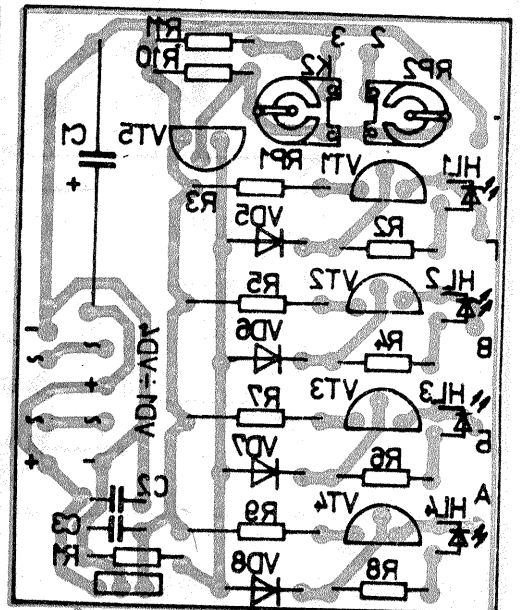 R11
3 2
R10
K2
RP2
C1
VT5
+
RP1
VT1
HL1
R3
VD5
R2
Г
R5
VT2
HL2
VD6
R4
В
VD1÷VD4
-
~ ~
+
~ ~
+ -
R7
VT3
HL3
VD7
R6
Б
C2
R9
VT4
HL4
А
C3
R1
VD8
R8